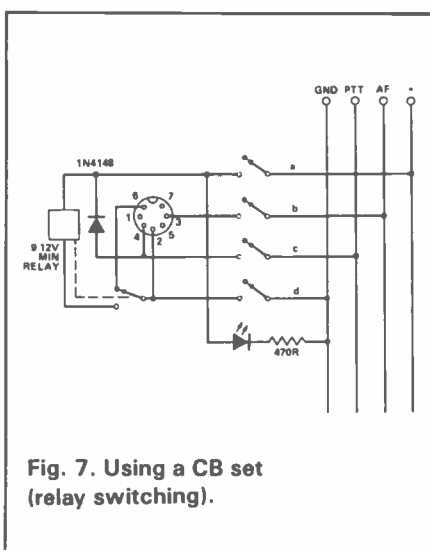 GND PTT AF +
1N4148
a
6 7
b
1 3
4 5
2
c
9 12V
MIN
RELAY
d
470R
Fig. 7. Using a CB set
(relay switching).